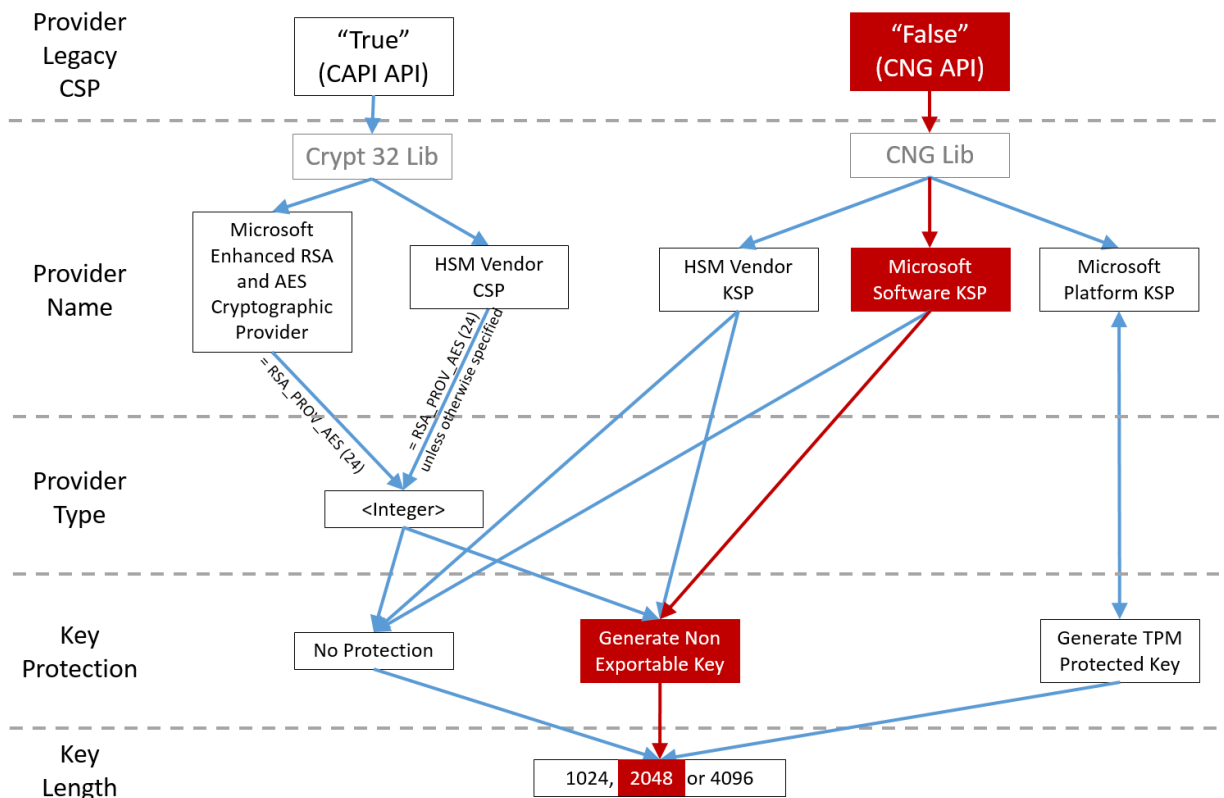 Provider
Legacy
CSP
“True”
(CAPI API)
“False”
(CNG API)
Crypt 32 Lib
CNG Lib
Provider
Name
Microsoft
Enhanced RSA
and AES
Cryptographic
Provider
HSM Vendor
CSP
HSM Vendor
KSP
Microsoft
Software KSP
Microsoft
Platform KSP
= RSA_PROV_AES (24)
= RSA_PROV_AES (24)
unless otherwise specified
Provider
Type
<Integer>
Key
Protection
No Protection
Generate Non
Exportable Key
Generate TPM
Protected Key
Key
Length
1024, 2048 or 4096